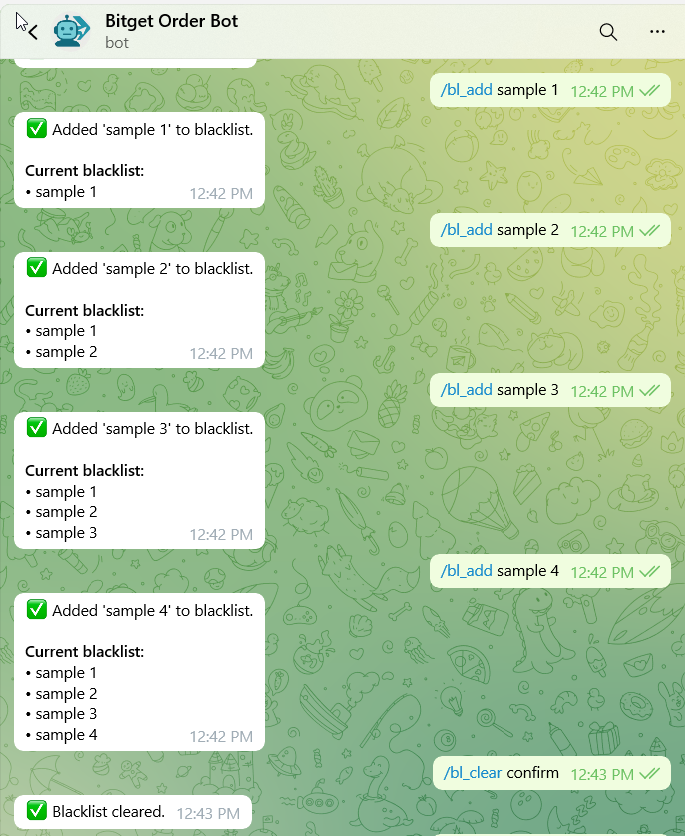 Bitget Order Bot
bot
/bl_add sample 1 12:42 PM
✅ Added 'sample 1' to blacklist.
Current blacklist:
• sample 1
12:42 PM
/bl_add sample 2 12:42 PM
✅ Added 'sample 2' to blacklist.
Current blacklist:
• sample 1
• sample 2
12:42 PM
/bl_add sample 3 12:42 PM
✅ Added 'sample 3' to blacklist.
Current blacklist:
• sample 1
• sample 2
• sample 3
12:42 PM
/bl_add sample 4 12:42 PM
✅ Added 'sample 4' to blacklist.
Current blacklist:
• sample 1
• sample 2
• sample 3
• sample 4
12:42 PM
/bl_clear confirm 12:43 PM
✅ Blacklist cleared. 12:43 PM